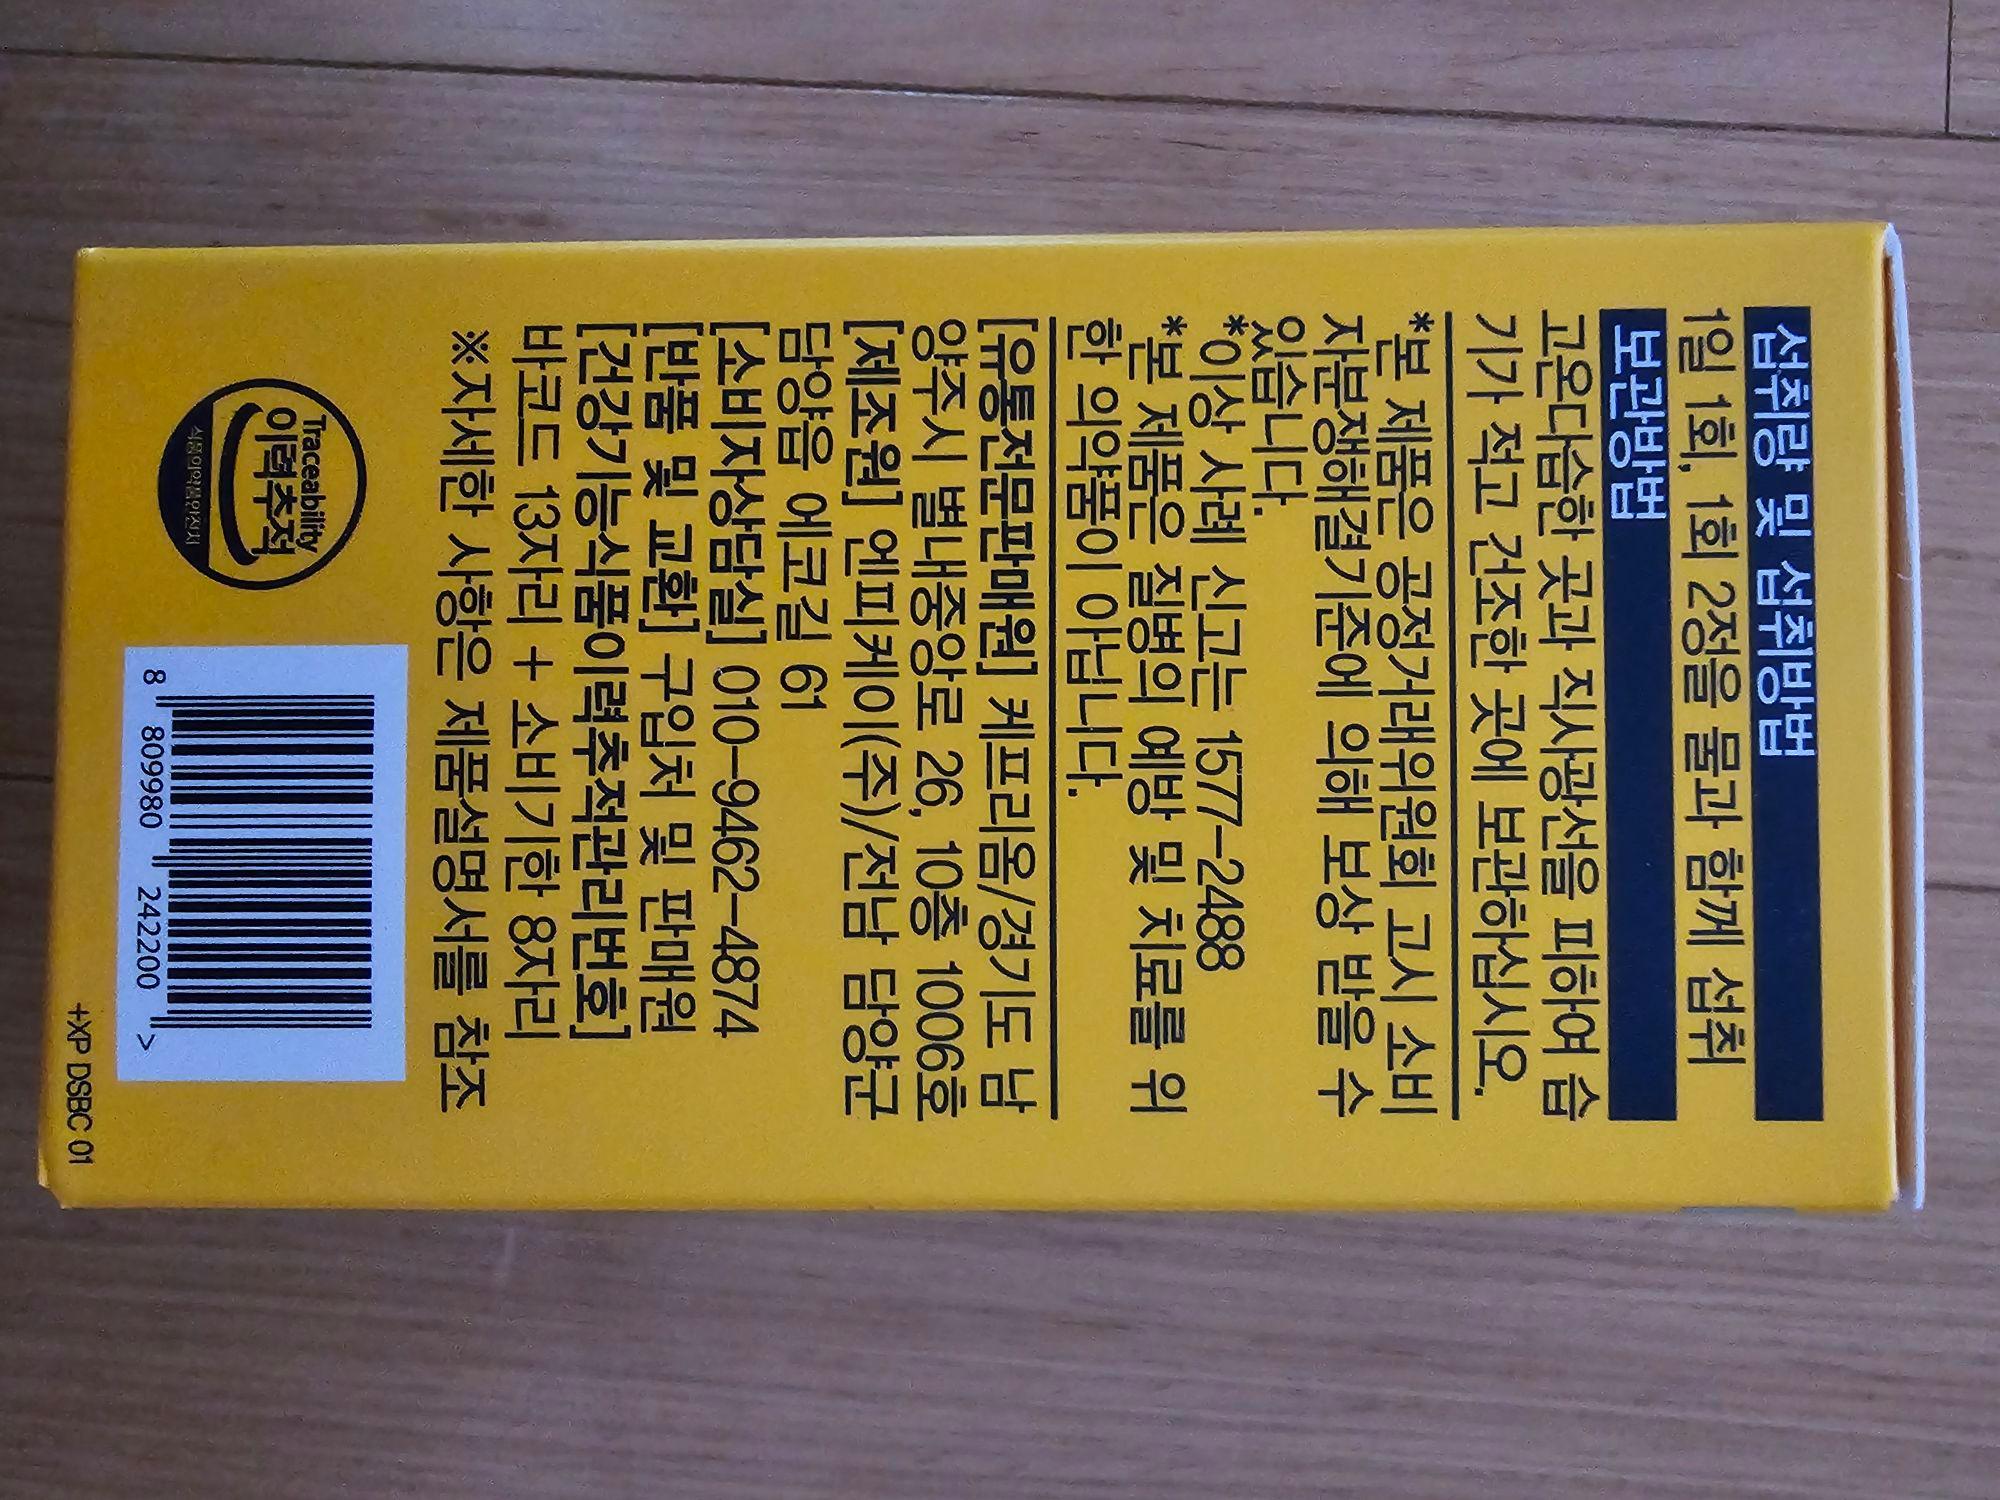 섭취량 및 섭취방법
1일 1회, 1회 2정을 물과 함께 섭취
보관방법
고온다습한 곳과 직사광선을 피하여 습
기가 적고 건조한 곳에 보관하십시오.
*본 제품은 공정거래위원회 고시 소비
자분쟁해결기준에 의해 보상 받을 수
있습니다.
*이상 사례 신고는 1577-2488
*본 제품은 질병의 예방 및 치료를 위
한 의약품이 아닙니다.
[유통전문판매원] 케프리옴/경기도 남
양주시 별내중앙로 26, 10층 1006호
[제조원] 엔피케이(주)/전남 담양군
담양읍 에코길 61
[소비자상담실] 010-9462-4874
[반품 및 교환] 구입처 및 판매원
[건강기능식품이력추적관리번호]
바코드 13자리 + 소비기한 8자리
※자세한 사항은 제품설명서를 참조
Traceability
이력추적
식품의약품안전처
8 809980 242200 >
+XP DSBC 01